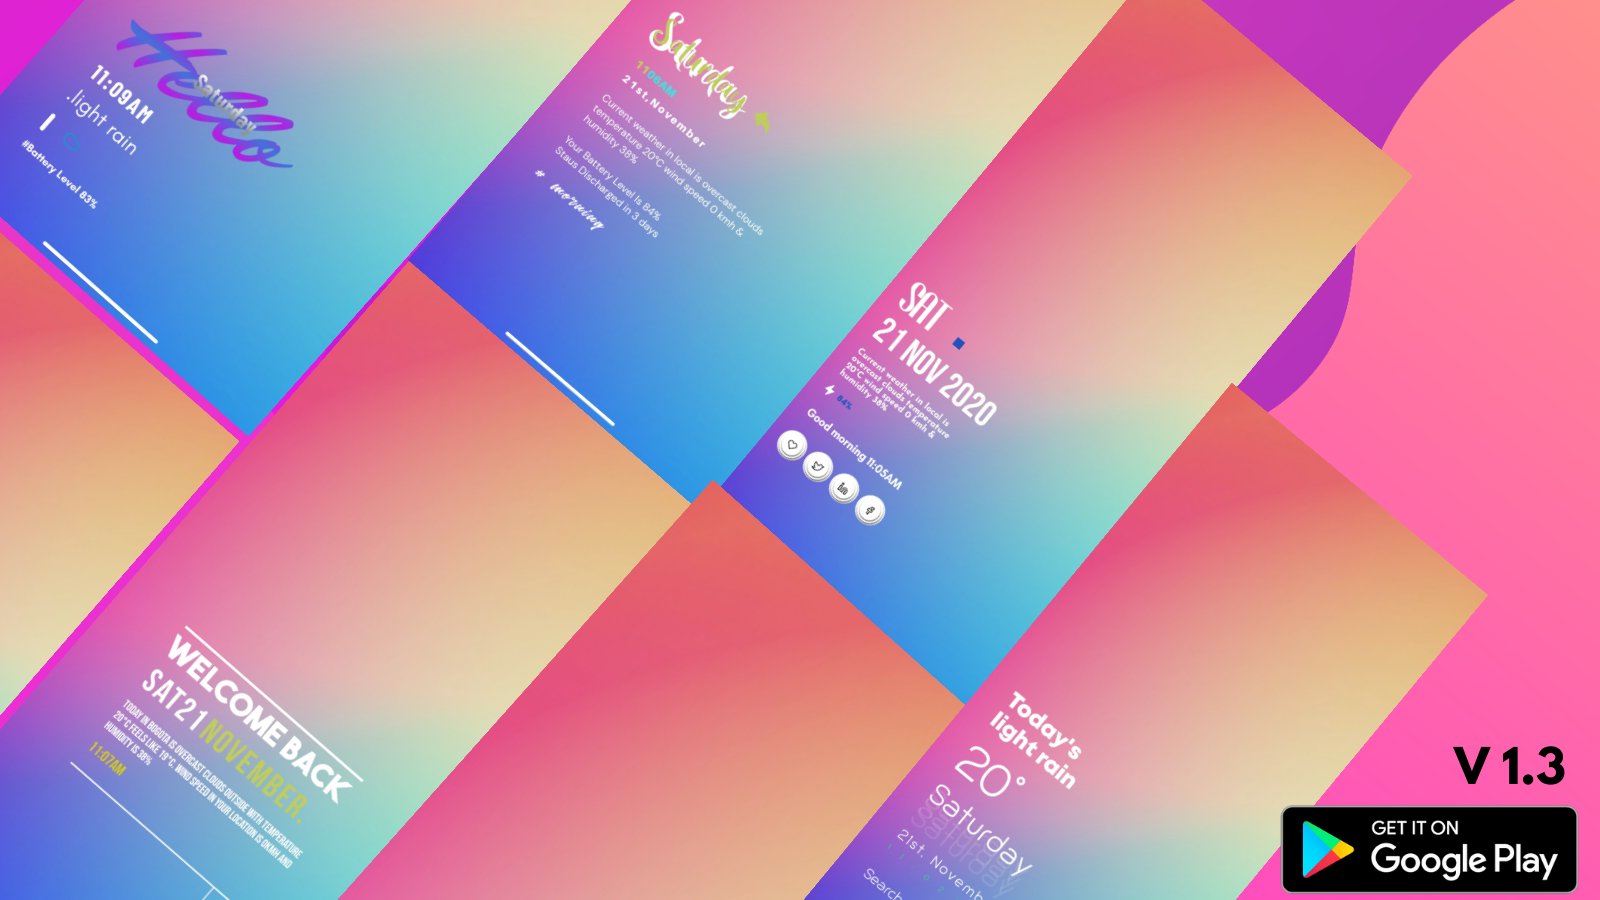 Hello
Saturday
11:09AM
.light rain
#Battery Level 83%
Saturday
1106AM
21st,November
Current weather in local is overcast clouds
temperature 20°C wind speed 0 kmh &
humidity 38%
Your Battery Level is 84%
Staus Discharged in 3 days
# morning
SAT
21 NOV 2020
Current weather in local is
overcast clouds temperature
20°C wind speed 0 kmh &
humidity 38%
84%
Good morning 11:05AM
WELCOME BACK
SAT21 NOVEMBER.
TODAY IN BOGOTA IS OVERCAST CLOUDS OUTSIDE WITH TEMPERATURE
20°C FEELS LIKE 19°C. WIND SPEED IN YOUR LOCATION IS 0KMH AND
HUMIDITY IS 38%
11:07AM
Today's
light rain
20°
Saturday
21st, Novemb
Search
V 1.3
GET IT ON
Google Play